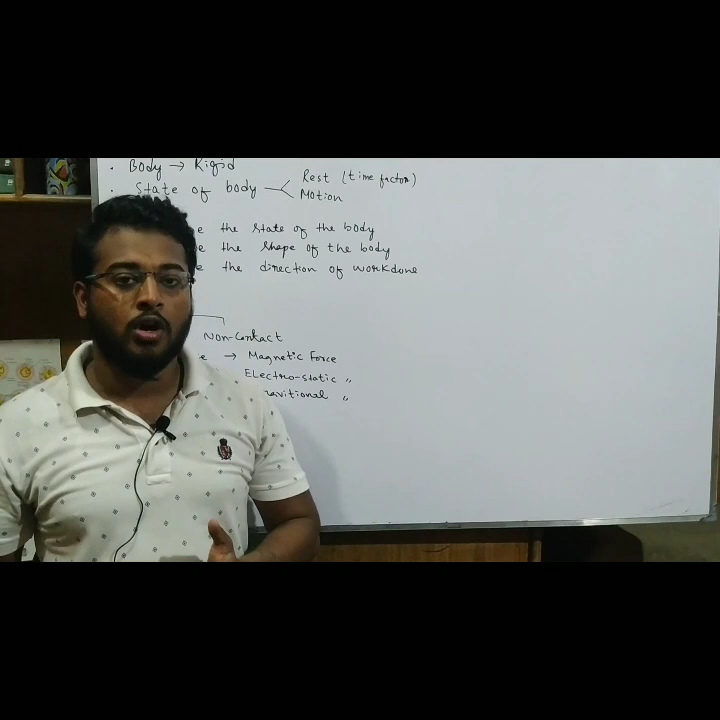 . Body → Rigid
. State of body < Rest (time factor)
Motion
e the state of the body
e the shape of the body
e the direction of workdone
Non-Contact
e → Magnetic Force
Electro-static "
ravitional "